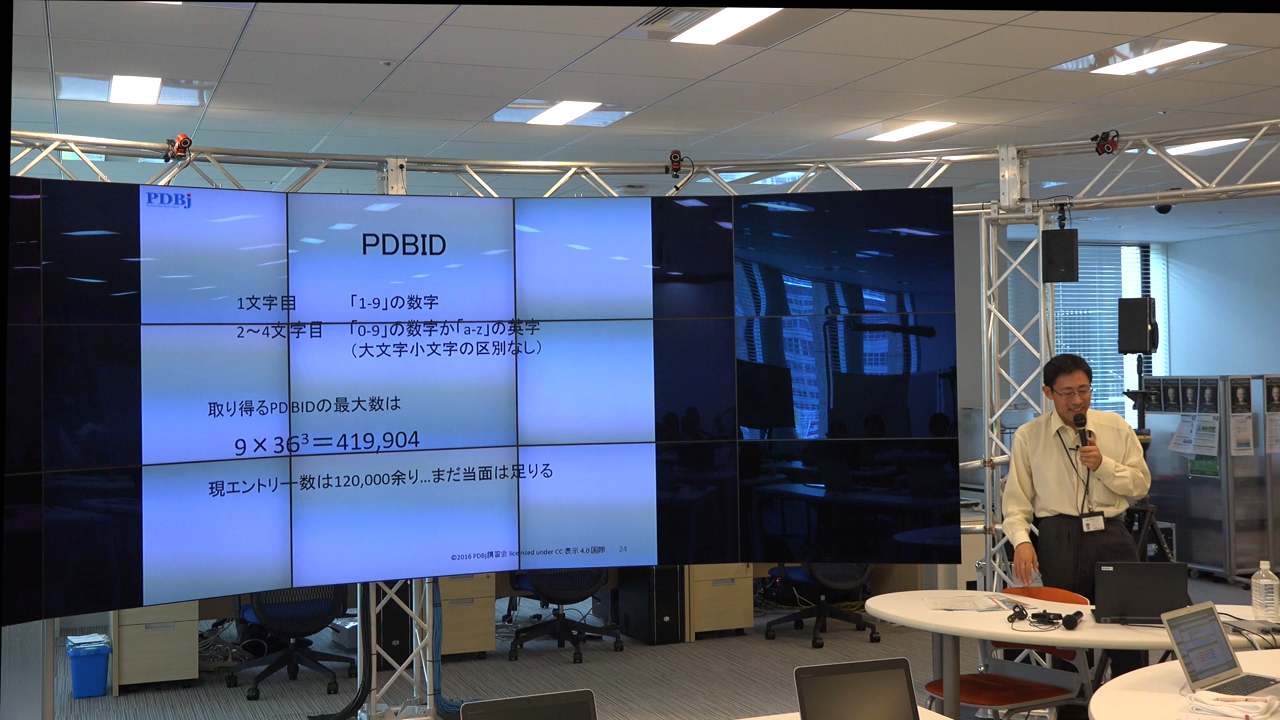 PDBj
PDBID
1文字目 「1-9」の数字
2～4文字目 「0-9」の数字か「a-z」の英字
（大文字小文字の区別なし）
取り得るPDBIDの最大数は
9×36³＝419,904
現エントリー数は120,000余り…まだ当面は足りる
©2016 PDBj講習会 licensed under CC 表示 4.0 国際 24